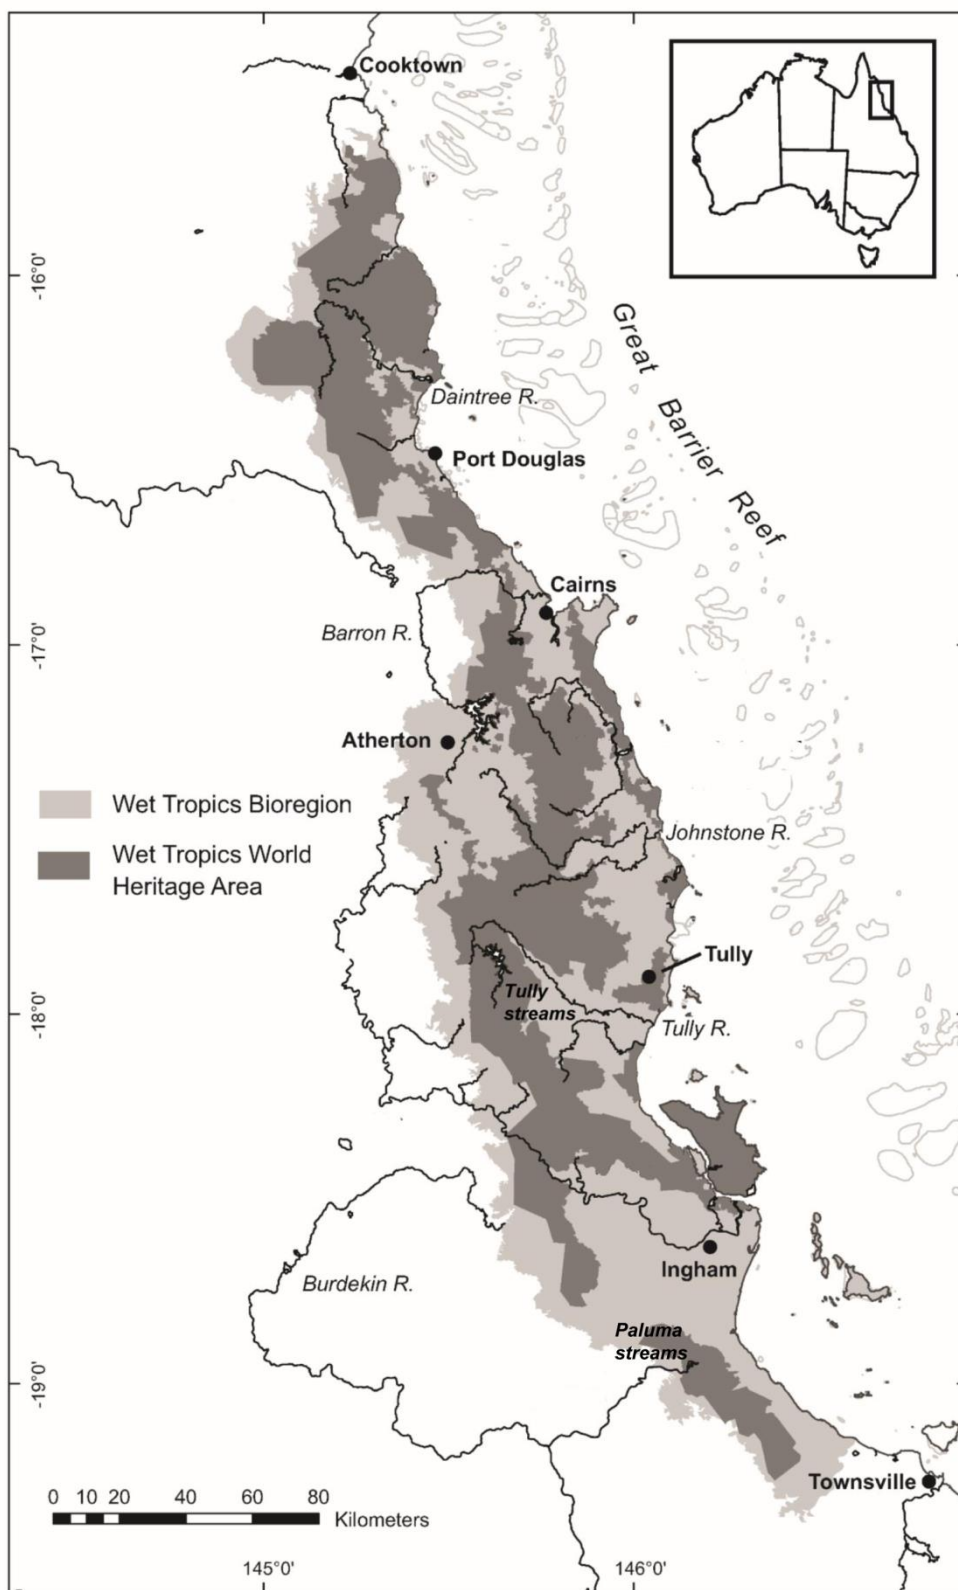 Cooktown
-16°0'
Great Barrier Reef
Daintree R.
Port Douglas
Cairns
Barron R.
-17°0'
Atherton
Wet Tropics Bioregion
Wet Tropics World
Heritage Area
Johnstone R.
Tully
Tully
streams
-18°0'
Tully R.
Ingham
Burdekin R.
Paluma
streams
-19°0'
Townsville
0 10 20 40 60 80
Kilometers
145°0'
146°0'